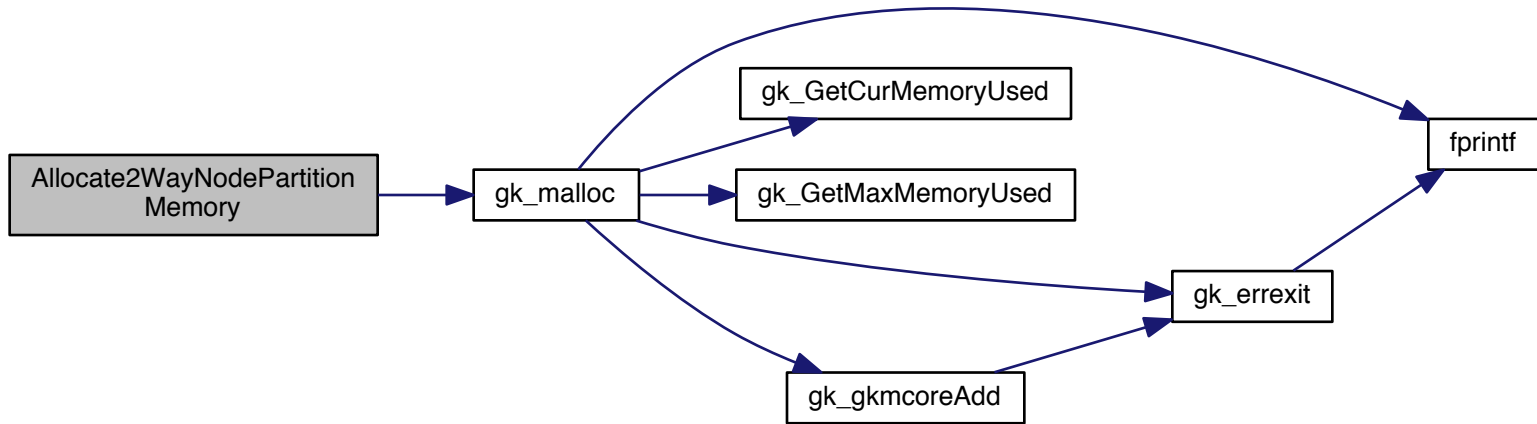 Allocate2WayNodePartition
Memory
gk_malloc
gk_GetCurMemoryUsed
gk_GetMaxMemoryUsed
gk_gkmcoreAdd
gk_errexit
fprintf